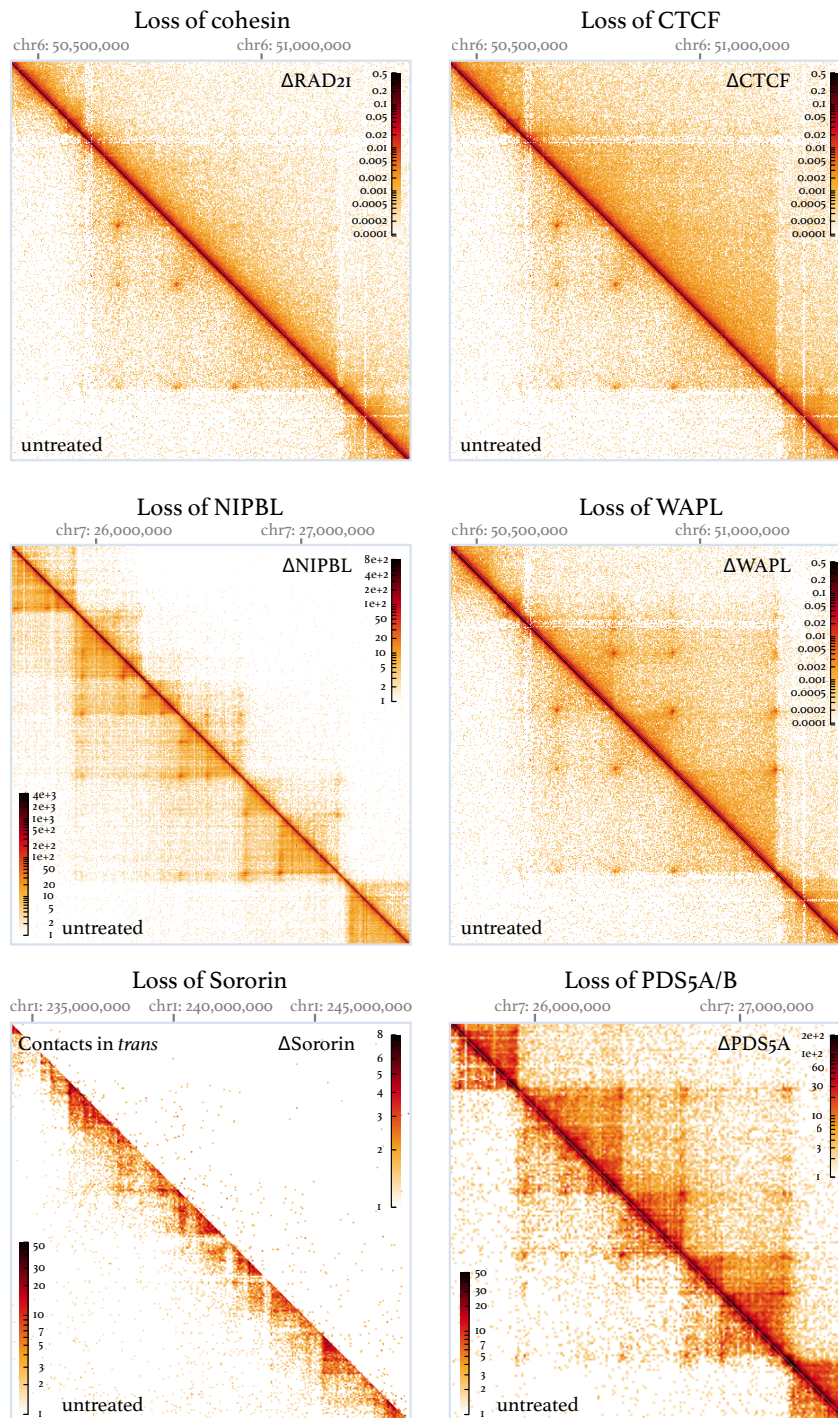 Loss of cohesin
chr6: 50,500,000 chr6: 51,000,000
ΔRAD21
0.5
0.2
0.1
0.05
0.02
0.01
0.005
0.002
0.001
0.0005
0.0002
0.0001
untreated
Loss of CTCF
chr6: 50,500,000 chr6: 51,000,000
ΔCTCF
0.5
0.2
0.1
0.05
0.02
0.01
0.005
0.002
0.001
0.0005
0.0002
0.0001
untreated
Loss of NIPBL
chr7: 26,000,000 chr7: 27,000,000
ΔNIPBL
8e+2
4e+2
2e+2
1e+2
50
20
10
5
2
1
4e+3
2e+3
1e+3
5e+2
2e+2
1e+2
50
20
10
5
2
1
untreated
Loss of WAPL
chr6: 50,500,000 chr6: 51,000,000
ΔWAPL
0.5
0.2
0.1
0.05
0.02
0.01
0.005
0.002
0.001
0.0005
0.0002
0.0001
untreated
Loss of Sororin
chr1: 235,000,000 chr1: 240,000,000 chr1: 245,000,000
Contacts in trans
ΔSororin
8
6
5
4
3
2
1
50
30
20
10
7
5
3
2
1
untreated
Loss of PDS5A/B
chr7: 26,000,000 chr7: 27,000,000
ΔPDS5A
2e+2
1e+2
60
30
10
6
3
1
50
30
20
10
7
5
3
2
1
untreated